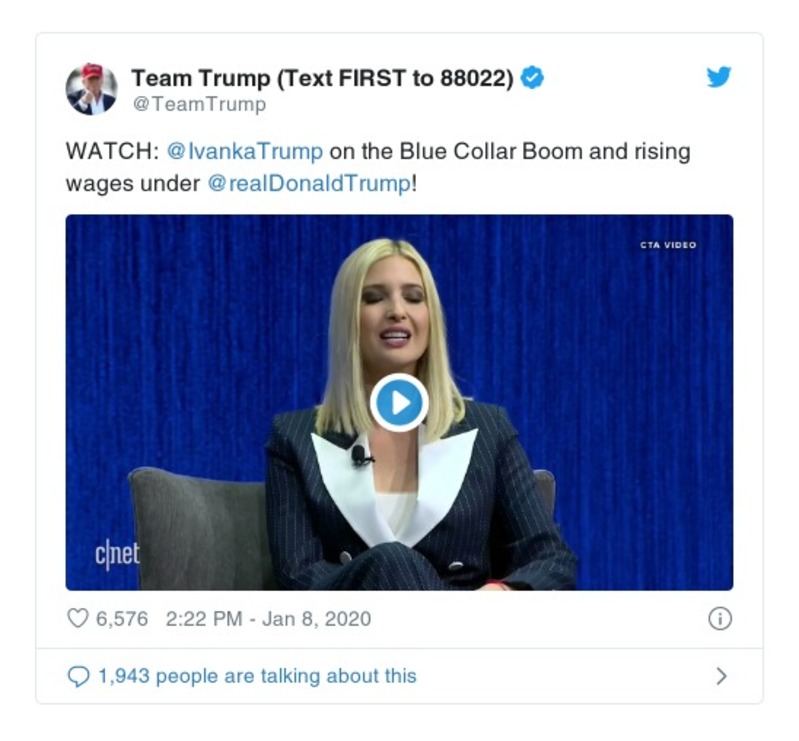 Team Trump (Text FIRST to 88022)
@TeamTrump
WATCH: @IvankaTrump on the Blue Collar Boom and rising
wages under @realDonaldTrump!
CTA VIDEO
c|net
6,576 2:22 PM - Jan 8, 2020
1,943 people are talking about this